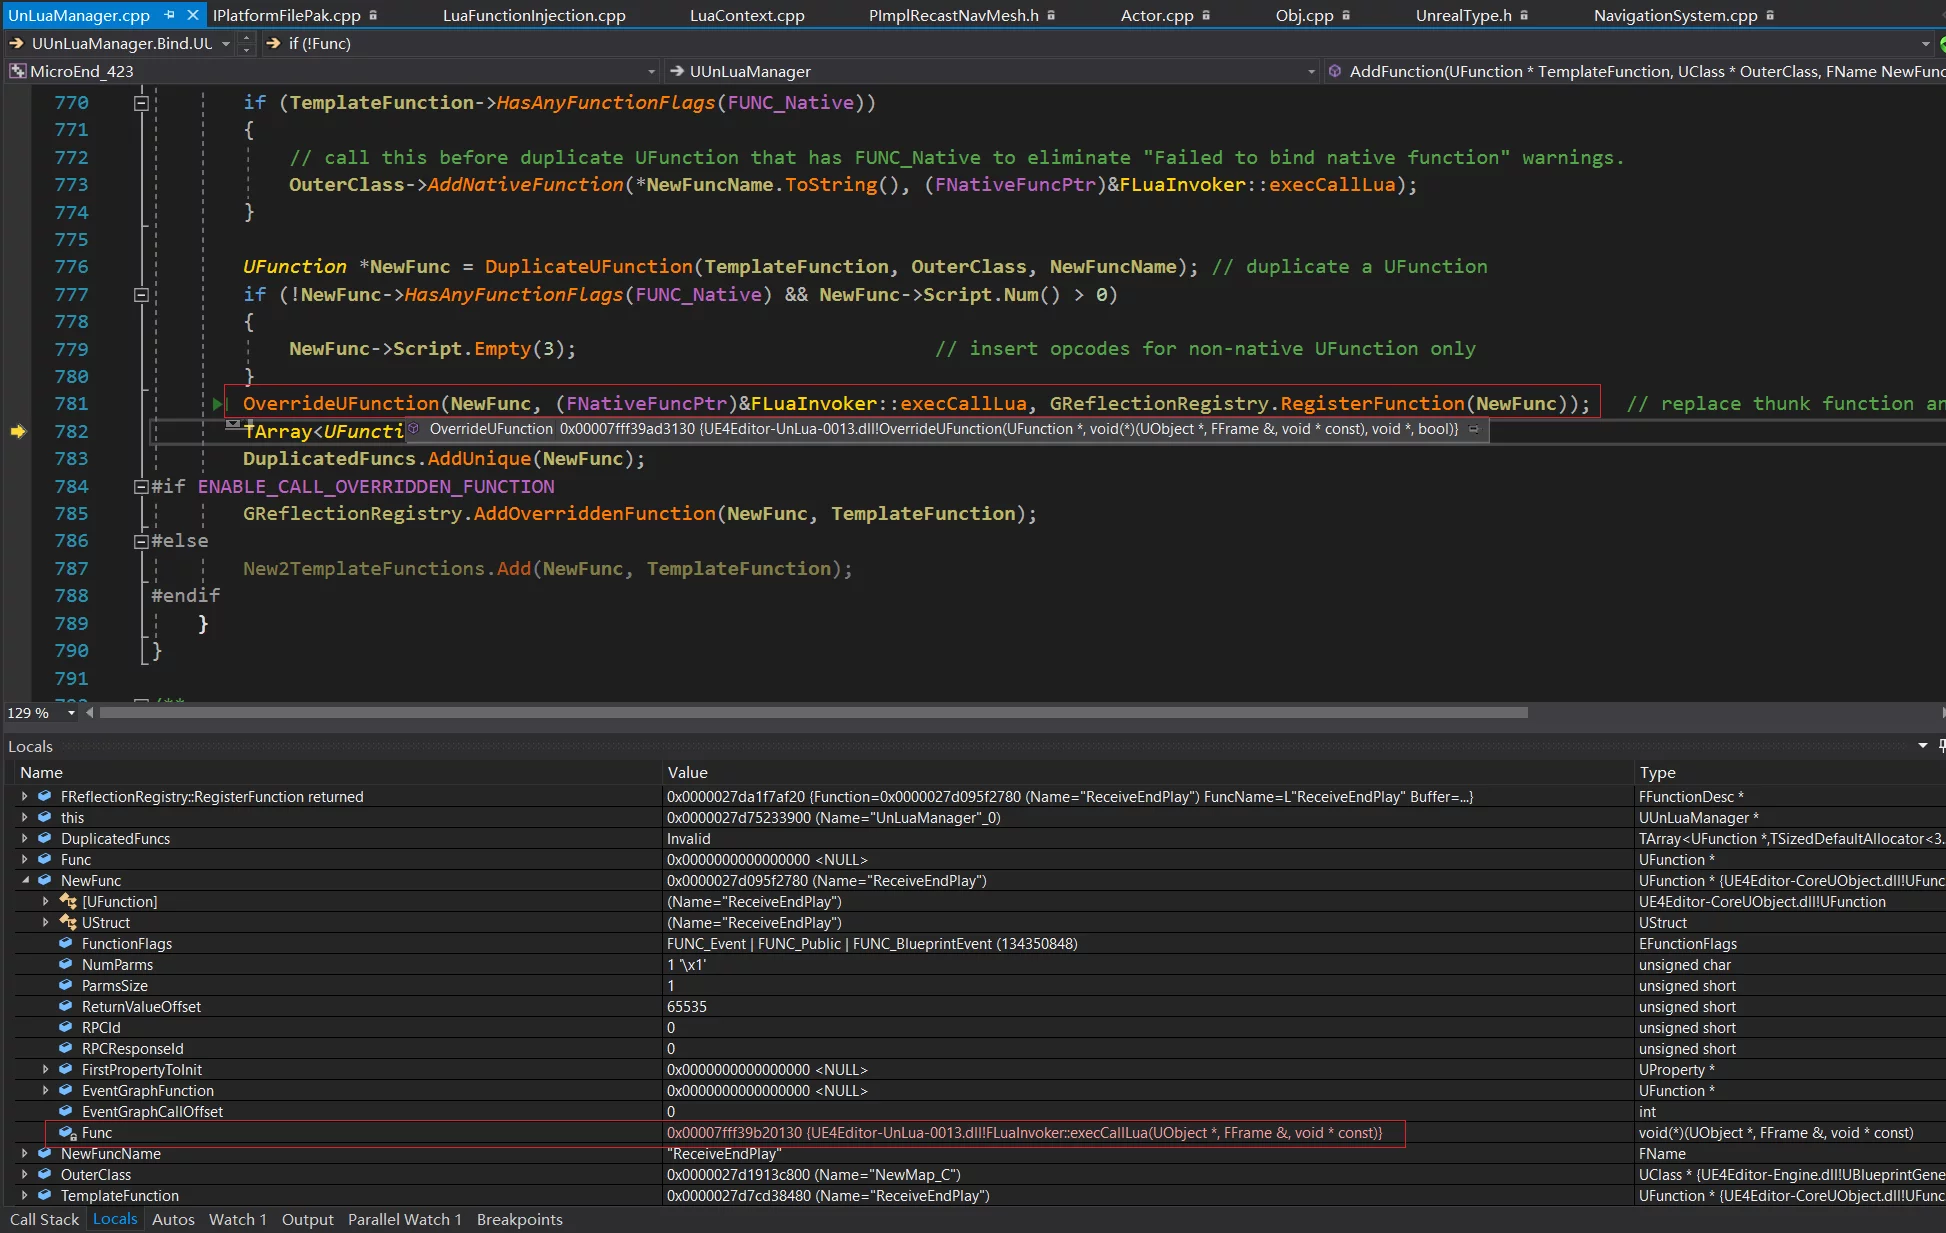 UnLuaManager.cpp IPlatformFilePak.cpp LuaFunctionInjection.cpp LuaContext.cpp PImplRecastNavMesh.h Actor.cpp Obj.cpp UnrealType.h NavigationSystem.cpp
UUnLuaManager.Bind.UU if (!Func)
MicroEnd_423 UUnLuaManager AddFunction(UFunction * TemplateFunction, UClass * OuterClass, FName NewFunc
770 if (TemplateFunction->HasAnyFunctionFlags(FUNC_Native))
771 {
772 // call this before duplicate UFunction that has FUNC_Native to eliminate "Failed to bind native function" warnings.
773 OuterClass->AddNativeFunction(*NewFuncName.ToString(), (FNativeFuncPtr)&FLuaInvoker::execCallLua);
774 }
775
776 UFunction *NewFunc = DuplicateUFunction(TemplateFunction, OuterClass, NewFuncName); // duplicate a UFunction
777 if (!NewFunc->HasAnyFunctionFlags(FUNC_Native) && NewFunc->Script.Num() > 0)
778 {
779 NewFunc->Script.Empty(3); // insert opcodes for non-native UFunction only
780 }
781 OverrideUFunction(NewFunc, (FNativeFuncPtr)&FLuaInvoker::execCallLua, GReflectionRegistry.RegisterFunction(NewFunc)); // replace thunk function an
782 TArray<UFuncti OverrideUFunction 0x00007fff39ad3130 {UE4Editor-UnLua-0013.dll!OverrideUFunction(UFunction *, void(*)(UObject *, FFrame &, void * const), void *, bool)}
783 DuplicatedFuncs.AddUnique(NewFunc);
784 #if ENABLE_CALL_OVERRIDDEN_FUNCTION
785 GReflectionRegistry.AddOverriddenFunction(NewFunc, TemplateFunction);
786 #else
787 New2TemplateFunctions.Add(NewFunc, TemplateFunction);
788 #endif
789 }
790 }
791
129 %
Locals
Name Value Type
FReflectionRegistry::RegisterFunction returned 0x0000027da1f7af20 {Function=0x0000027d095f2780 (Name="ReceiveEndPlay") FuncName=L"ReceiveEndPlay" Buffer=...} FFunctionDesc *
this 0x0000027d75233900 (Name="UnLuaManager"_0) UUnLuaManager *
DuplicatedFuncs Invalid TArray<UFunction *,TSizedDefaultAllocator<3...
Func 0x0000000000000000 <NULL> UFunction *
NewFunc 0x0000027d095f2780 (Name="ReceiveEndPlay") UFunction * {UE4Editor-CoreUObject.dll!UFunc
[UFunction] (Name="ReceiveEndPlay") UE4Editor-CoreUObject.dll!UFunction
UStruct (Name="ReceiveEndPlay") UStruct
FunctionFlags FUNC_Event | FUNC_Public | FUNC_BlueprintEvent (134350848) EFunctionFlags
NumParms 1 '\x1' unsigned char
ParmsSize 1 unsigned short
ReturnValueOffset 65535 unsigned short
RPCId 0 unsigned short
RPCResponseId 0 unsigned short
FirstPropertyToInit 0x0000000000000000 <NULL> UProperty *
EventGraphFunction 0x0000000000000000 <NULL> UFunction *
EventGraphCallOffset 0 int
Func 0x00007fff39b20130 {UE4Editor-UnLua-0013.dll!FLuaInvoker::execCallLua(UObject *, FFrame &, void * const)} void(*)(UObject *, FFrame &, void * const)
NewFuncName "ReceiveEndPlay" FName
OuterClass 0x0000027d1913c800 (Name="NewMap_C") UClass * {UE4Editor-Engine.dll!UBlueprintGene
TemplateFunction 0x0000027d7cd38480 (Name="ReceiveEndPlay") UFunction * {UE4Editor-CoreUObject.dll!UFunc
Call Stack Locals Autos Watch 1 Output Parallel Watch 1 Breakpoints